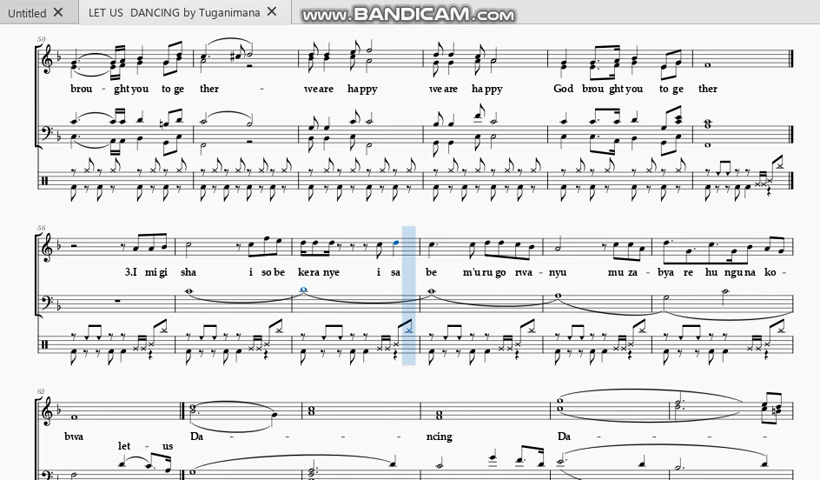 Untitled ✕ LET US DANCING by Tuganimana ✕
www.BANDICAM.com
50
brou - ght you to ge ther - we are happy we are ha ppy God brou ght you to ge ther
56
3.I mi gi sha i so be ke ra nye i sa be m'u ru go rwa - nyu mu za - bya re hu ngu na ko -
62
bwa Da - - - ncing Da - -
let - us